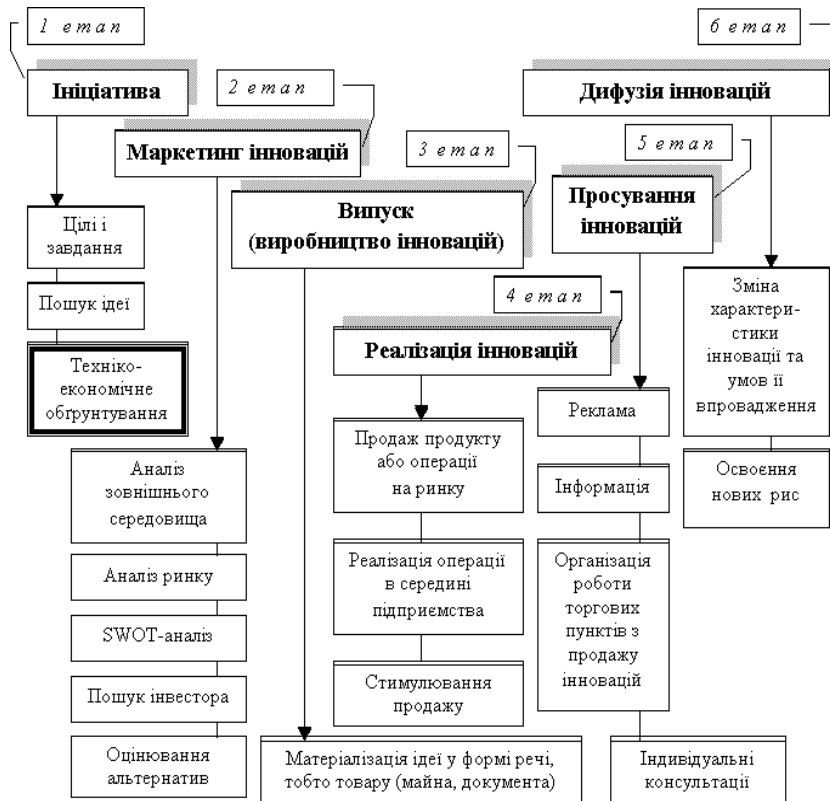 1 етап
Ініціатива
Цілі і
завдання
Пошук ідеї
Техніко-
економічне
обґрунтування
2 етап
Маркетинг інновацій
Аналіз
зовнішнього
середовища
Аналіз ринку
SWOT-аналіз
Пошук інвестора
Оцінювання
альтернатив
3 етап
Випуск
(виробництво інновацій)
Матеріалізація ідеї у формі речі,
тобто товару (майна, документа)
4 етап
Реалізація інновацій
Продаж продукту
або операції
на ринку
Реалізація операції
в середині
підприємства
Стимулювання
продажу
5 етап
Просування
інновацій
Реклама
Інформація
Організація
роботи
торгових
пунктів з
продажу
інновацій
Індивідуальні
консультації
6 етап
Дифузія інновацій
Зміна
характери-
стики
інновації та
умов її
впровадження
Освоєння
нових рис